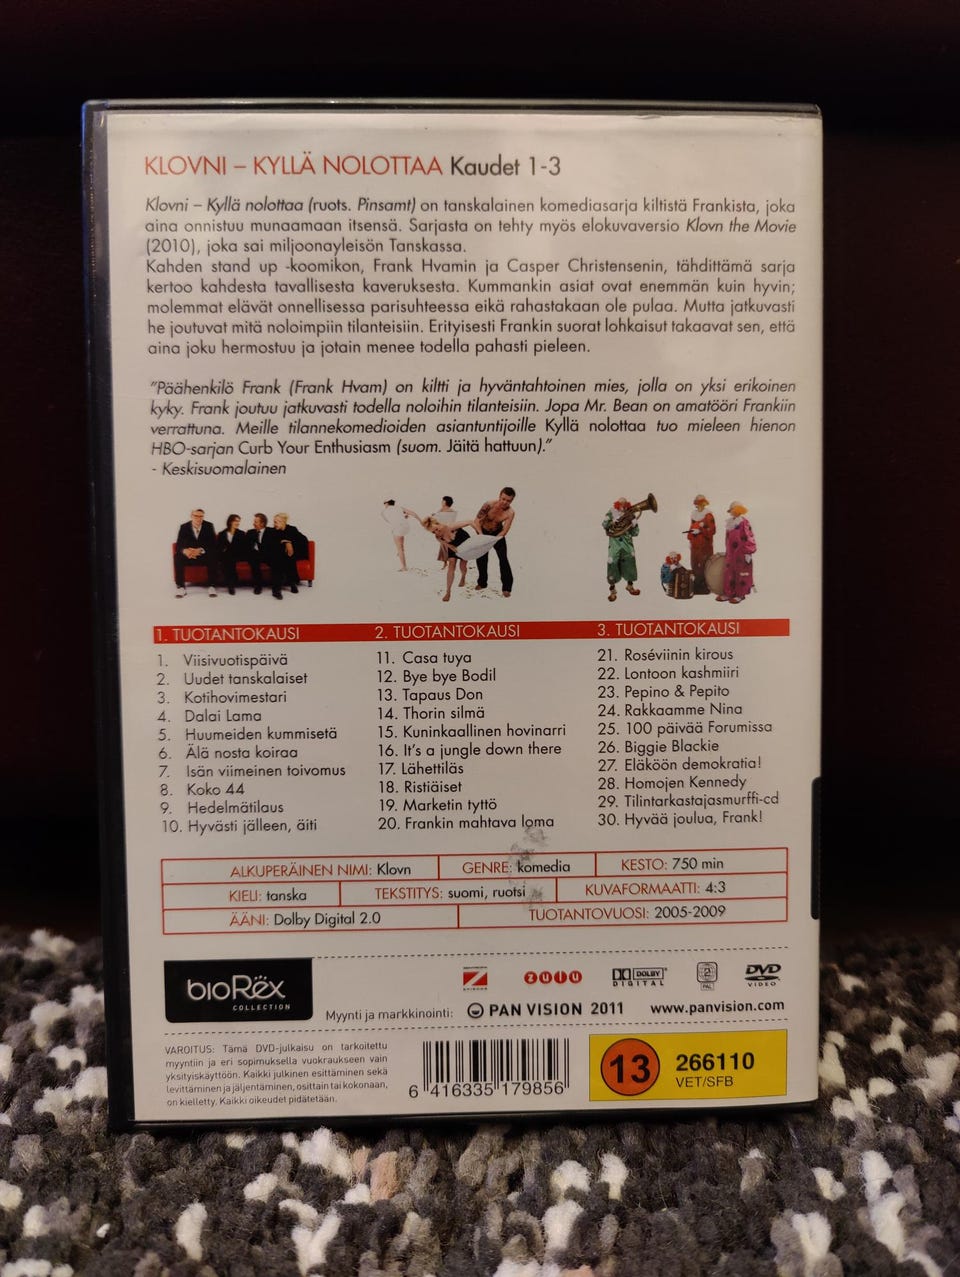 KLOVNI – KYLLÄ NOLOTTAA Kaudet 1-3
Klovni – Kyllä nolottaa (ruots. Pinsamt) on tanskalainen komediasarja kiltistä Frankista, joka
aina onnistuu munaamaan itsensä. Sarjasta on tehty myös elokuvaversio Klovn the Movie
(2010), joka sai miljoonayleisön Tanskassa.
Kahden stand up -koomikon, Frank Hvamin ja Casper Christensenin, tähdittämä sarja
kertoo kahdesta tavallisesta kaveruksesta. Kummankin asiat ovat enemmän kuin hyvin;
molemmat elävät onnellisessa parisuhteessa eikä rahastakaan ole pulaa. Mutta jatkuvasti
he joutuvat mitä noloimpiin tilanteisiin. Erityisesti Frankin suorat lohkaisut takaavat sen, että
aina joku hermostuu ja jotain menee todella pahasti pieleen.
"Päähenkilö Frank (Frank Hvam) on kiltti ja hyväntahtoinen mies, jolla on yksi erikoinen
kyky. Frank joutuu jatkuvasti todella noloihin tilanteisiin. Jopa Mr. Bean on amatööri Frankiin
verrattuna. Meille tilannekomedioiden asiantuntijoille Kyllä nolottaa tuo mieleen hienon
HBO-sarjan Curb Your Enthusiasm (suom. Jäitä hattuun)."
- Keskisuomalainen
1. TUOTANTOKAUSI
1. Viisivuotispäivä
2. Uudet tanskalaiset
3. Kotihovimestari
4. Dalai Lama
5. Huumeiden kummisetä
6. Älä nosta koiraa
7. Isän viimeinen toivomus
8. Koko 44
9. Hedelmätilaus
10. Hyvästi jälleen, äiti
2. TUOTANTOKAUSI
11. Casa tuya
12. Bye bye Bodil
13. Tapaus Don
14. Thorin silmä
15. Kuninkaallinen hovinarri
16. It's a jungle down there
17. Lähettiläs
18. Ristiäiset
19. Marketin tyttö
20. Frankin mahtava loma
3. TUOTANTOKAUSI
21. Roséviinin kirous
22. Lontoon kashmiiri
23. Pepino & Pepito
24. Rakkaamme Nina
25. 100 päivää Forumissa
26. Biggie Blackie
27. Eläköön demokratia!
28. Homojen Kennedy
29. Tilintarkastajasmurffi-cd
30. Hyvää joulua, Frank!
ALKUPERÄINEN NIMI: Klovn GENRE: komedia KESTO: 750 min
KIELI: tanska TEKSTITYS: suomi, ruotsi KUVAFORMAATTI: 4:3
ÄÄNI: Dolby Digital 2.0 TUOTANTOVUOSI: 2005-2009
bioRex
COLLECTION
zulu
DOLBY
DIGITAL
2
PAL
DVD
VIDEO
Myynti ja markkinointi: PAN VISION 2011 www.panvision.com
VAROITUS: Tämä DVD-julkaisu on tarkoitettu
myyntiin ja eri sopimuksella vuokraukseen vain
yksityiskäyttöön. Kaikki julkinen esittäminen sekä
levittäminen ja jäljentäminen, osittain tai kokonaan,
on kielletty. Kaikki oikeudet pidätetään.
6 416335 179856
13
266110
VET/SFB